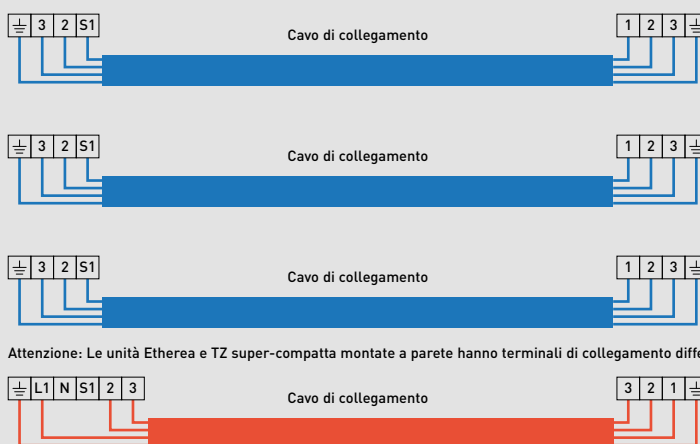 ⏚ 3 2 S1 Cavo di collegamento 1 2 3 ⏚
⏚ 3 2 S1 Cavo di collegamento 1 2 3 ⏚
⏚ 3 2 S1 Cavo di collegamento 1 2 3 ⏚
Attenzione: Le unità Etherea e TZ super-compatta montate a parete hanno terminali di collegamento diffe
⏚ L1 N S1 2 3 Cavo di collegamento 3 2 1 ⏚